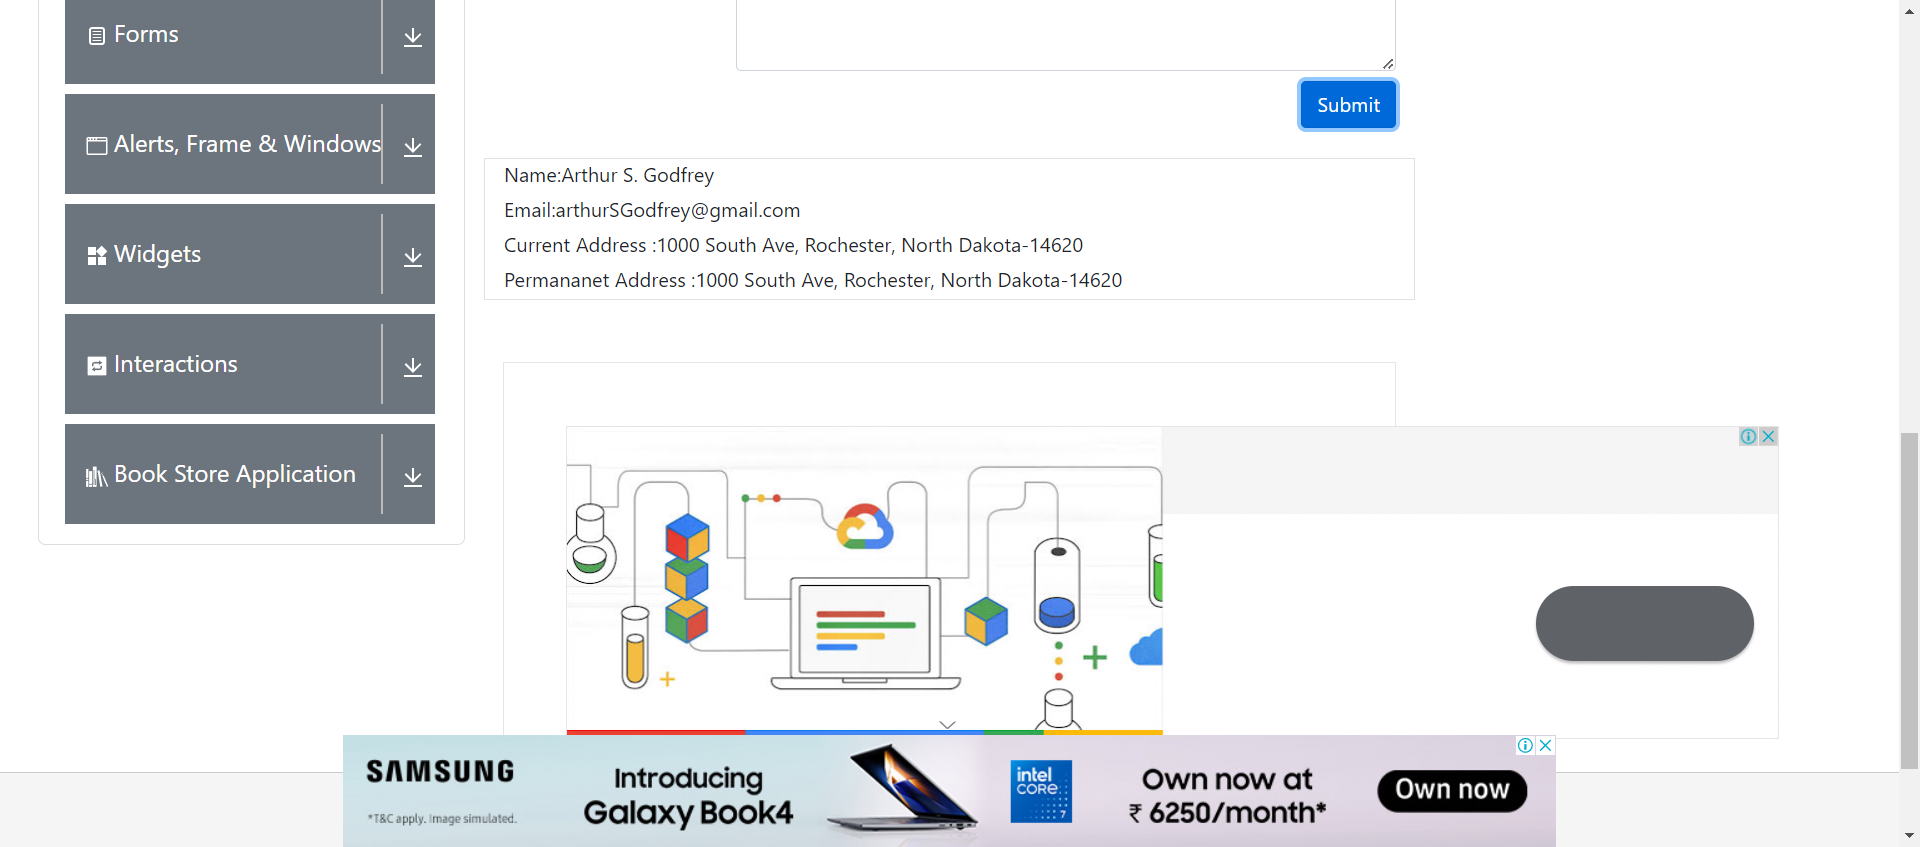 Forms
Alerts, Frame & Windows
Widgets
Interactions
Book Store Application
Submit
Name:Arthur S. Godfrey
Email:arthurSGodfrey@gmail.com
Current Address :1000 South Ave, Rochester, North Dakota-14620
Permananet Address :1000 South Ave, Rochester, North Dakota-14620
SAMSUNG
*T&C apply. Image simulated.
Introducing
Galaxy Book4
intel
CORE
7
Own now at
₹ 6250/month*
Own now